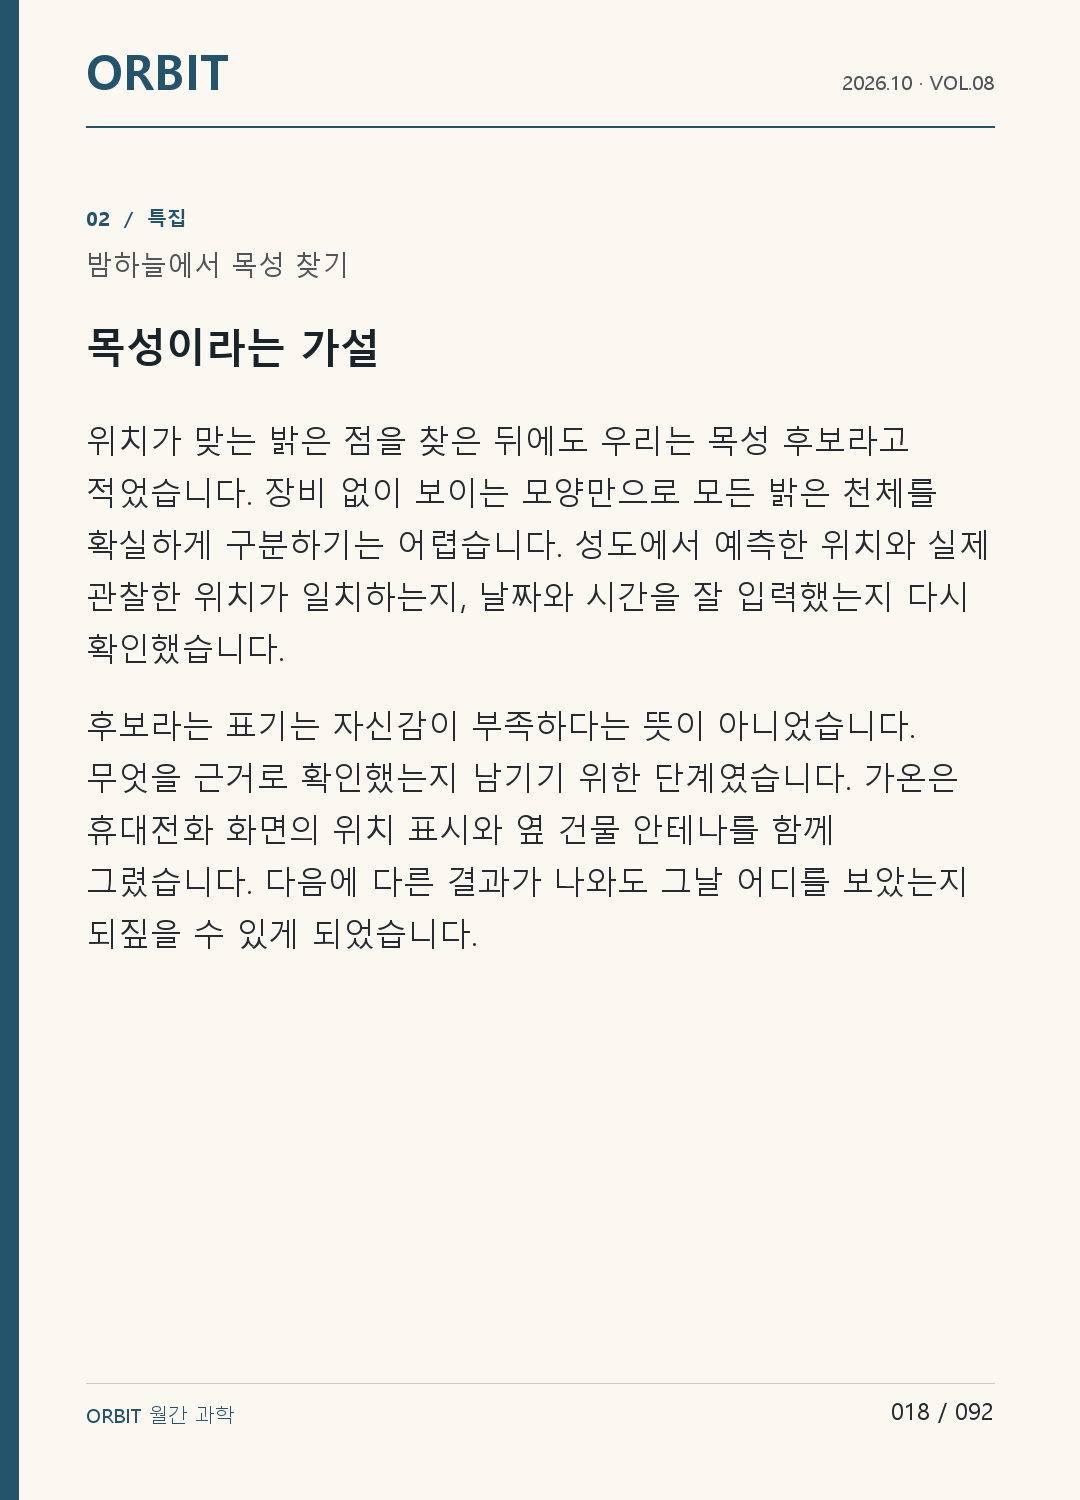 ORBIT
2026.10 · VOL.08
02 / 특집
밤하늘에서 목성 찾기
목성이라는 가설
위치가 맞는 밝은 점을 찾은 뒤에도 우리는 목성 후보라고
적었습니다. 장비 없이 보이는 모양만으로 모든 밝은 천체를
확실하게 구분하기는 어렵습니다. 성도에서 예측한 위치와 실제
관찰한 위치가 일치하는지, 날짜와 시간을 잘 입력했는지 다시
확인했습니다.
후보라는 표기는 자신감이 부족하다는 뜻이 아니었습니다.
무엇을 근거로 확인했는지 남기기 위한 단계였습니다. 가온은
휴대전화 화면의 위치 표시와 옆 건물 안테나를 함께
그렸습니다. 다음에 다른 결과가 나와도 그날 어디를 보았는지
되짚을 수 있게 되었습니다.
ORBIT 월간 과학
018 / 092